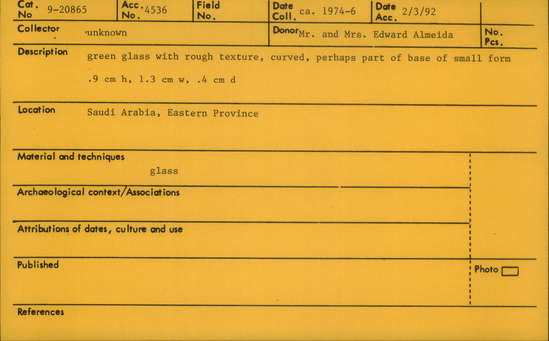 Cat. No. 9-20865 Acc. No. 4536 Field No. Date Coll. ca. 1974-6 Date Acc. 2/3/92
Collector unknown Donor Mr. and Mrs. Edward Almeida No. Pcs.
Description green glass with rough texture, curved, perhaps part of base of small form
.9 cm h, 1.3 cm w, .4 cm d
Location Saudi Arabia, Eastern Province
Material and techniques
glass
Archaeological context/Associations
Attributions of dates, culture and use
Published Photo
References